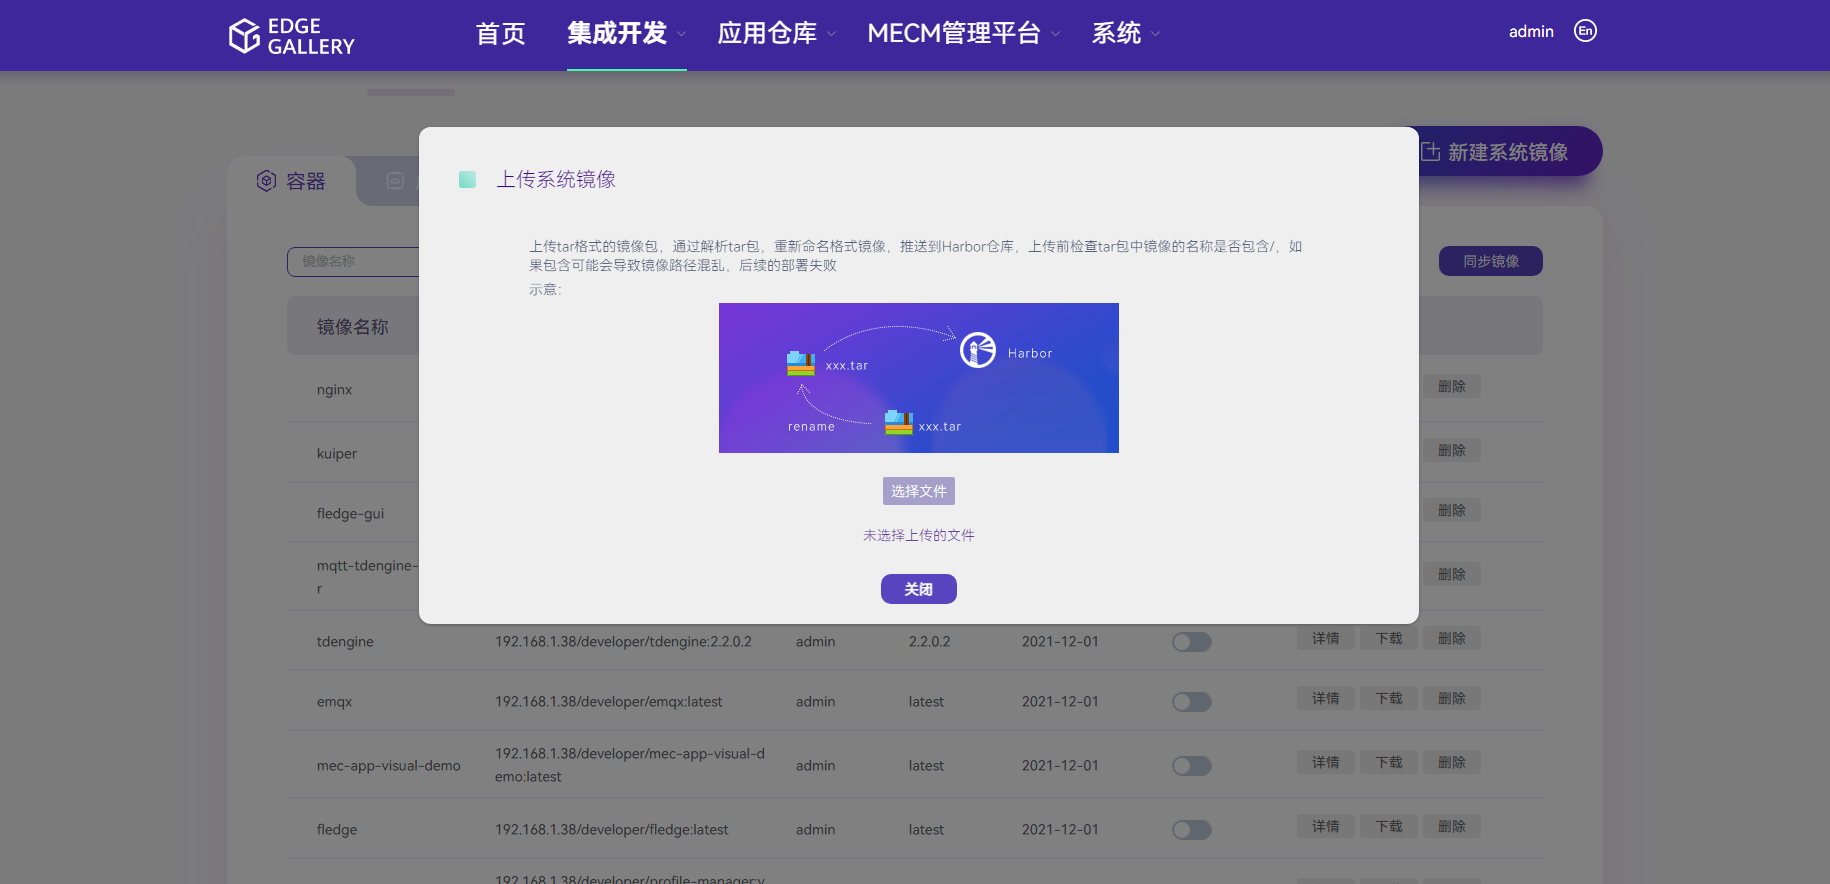 EDGE
GALLERY
首页
集成开发
应用仓库
MECM管理平台
系统
admin
En
新建系统镜像
容器
上传系统镜像
上传tar格式的镜像包，通过解析tar包，重新命名格式镜像，推送到Harbor仓库，上传前检查tar包中镜像的名称是否包含/，如
果包含可能会导致镜像路径混乱，后续的部署失败
示意：
xxx.tar
Harbor
rename
xxx.tar
选择文件
未选择上传的文件
关闭
镜像名称
同步镜像
镜像名称
nginx
删除
kuiper
删除
fledge-gui
删除
mqtt-tdengine-
r
删除
tdengine
192.168.1.38/developer/tdengine:2.2.0.2
admin
2.2.0.2
2021-12-01
详情
下载
删除
emqx
192.168.1.38/developer/emqx:latest
admin
latest
2021-12-01
详情
下载
删除
mec-app-visual-demo
192.168.1.38/developer/mec-app-visual-d
emo:latest
admin
latest
2021-12-01
详情
下载
删除
fledge
192.168.1.38/developer/fledge:latest
admin
latest
2021-12-01
详情
下载
删除
192.168.1.38/developer/profile-manager:v